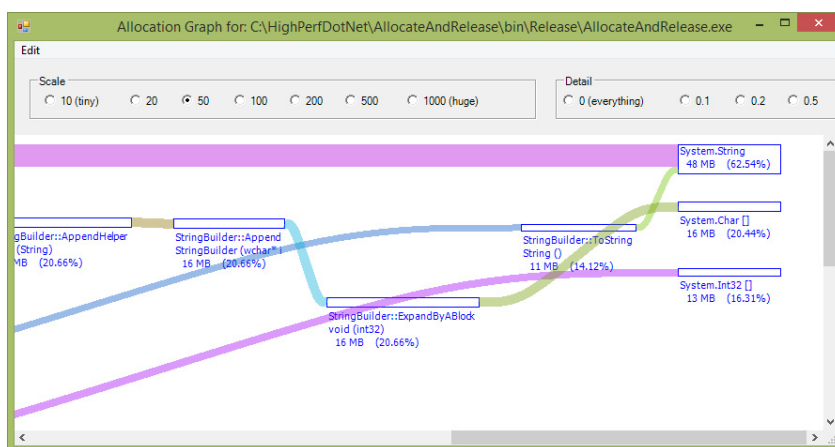 Allocation Graph for: C:\HighPerfDotNet\AllocateAndRelease\bin\Release\AllocateAndRelease.exe
Edit
Scale
10 (tiny) 20 50 100 200 500 1000 (huge)
Detail
0 (everything) 0.1 0.2 0.5
System.String
48 MB (62.54%)
System.Char []
16 MB (20.44%)
gBuilder::AppendHelper
(String)
MB (20.66%)
StringBuilder::Append
StringBuilder (wchar* i
16 MB (20.66%)
StringBuilder::ToString
String ()
11 MB (14.12%)
System.Int32 []
13 MB (16.31%)
StringBuilder::ExpandByABlock
void (int32)
16 MB (20.66%)